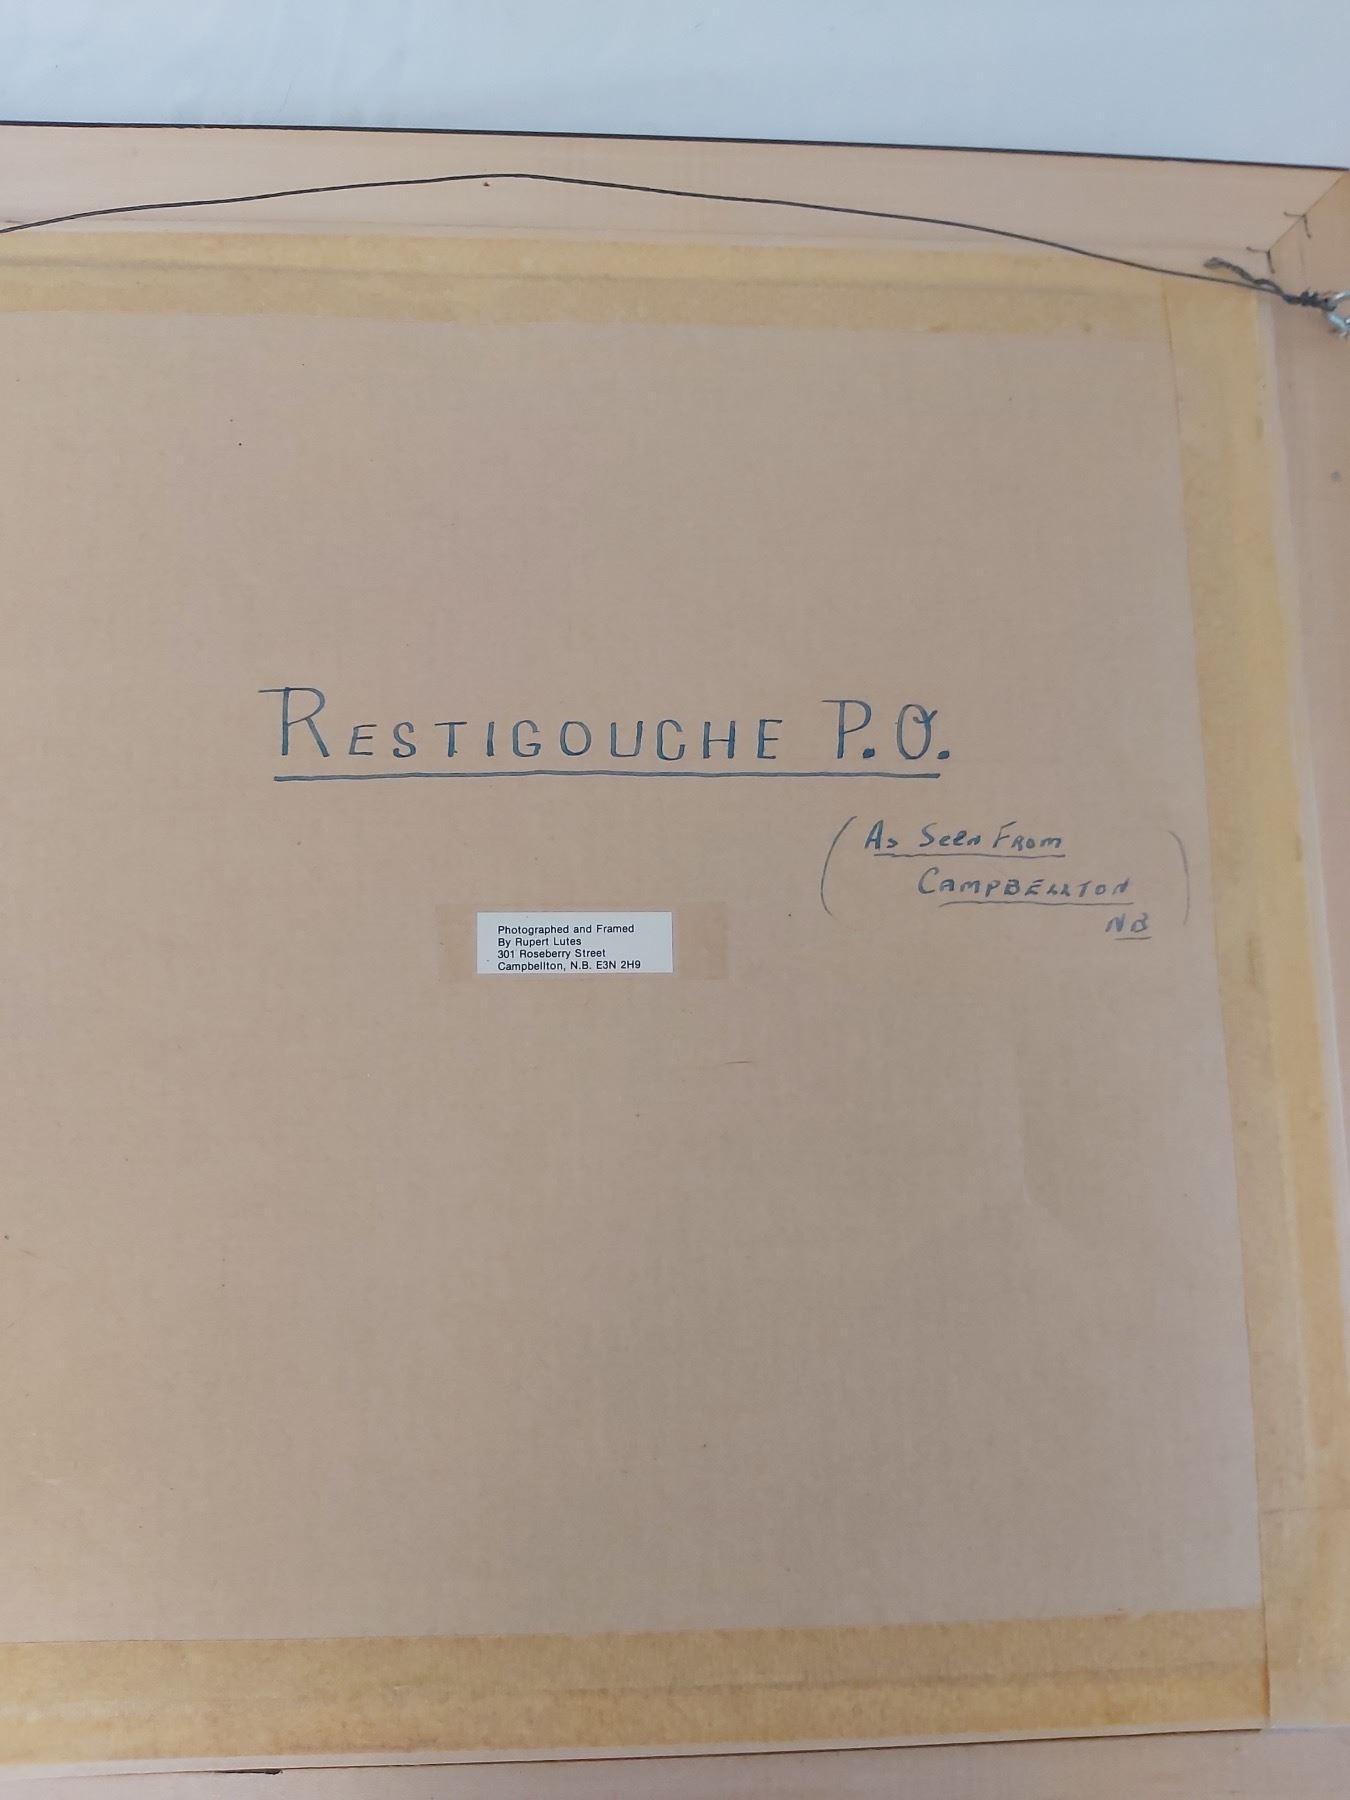 RESTIGOUCHE P.O.
(As Seen From
CAMPBELLTON
NB)
Photographed and Framed
By Rupert Lutes
301 Roseberry Street
Campbellton, N.B. E3N 2H9